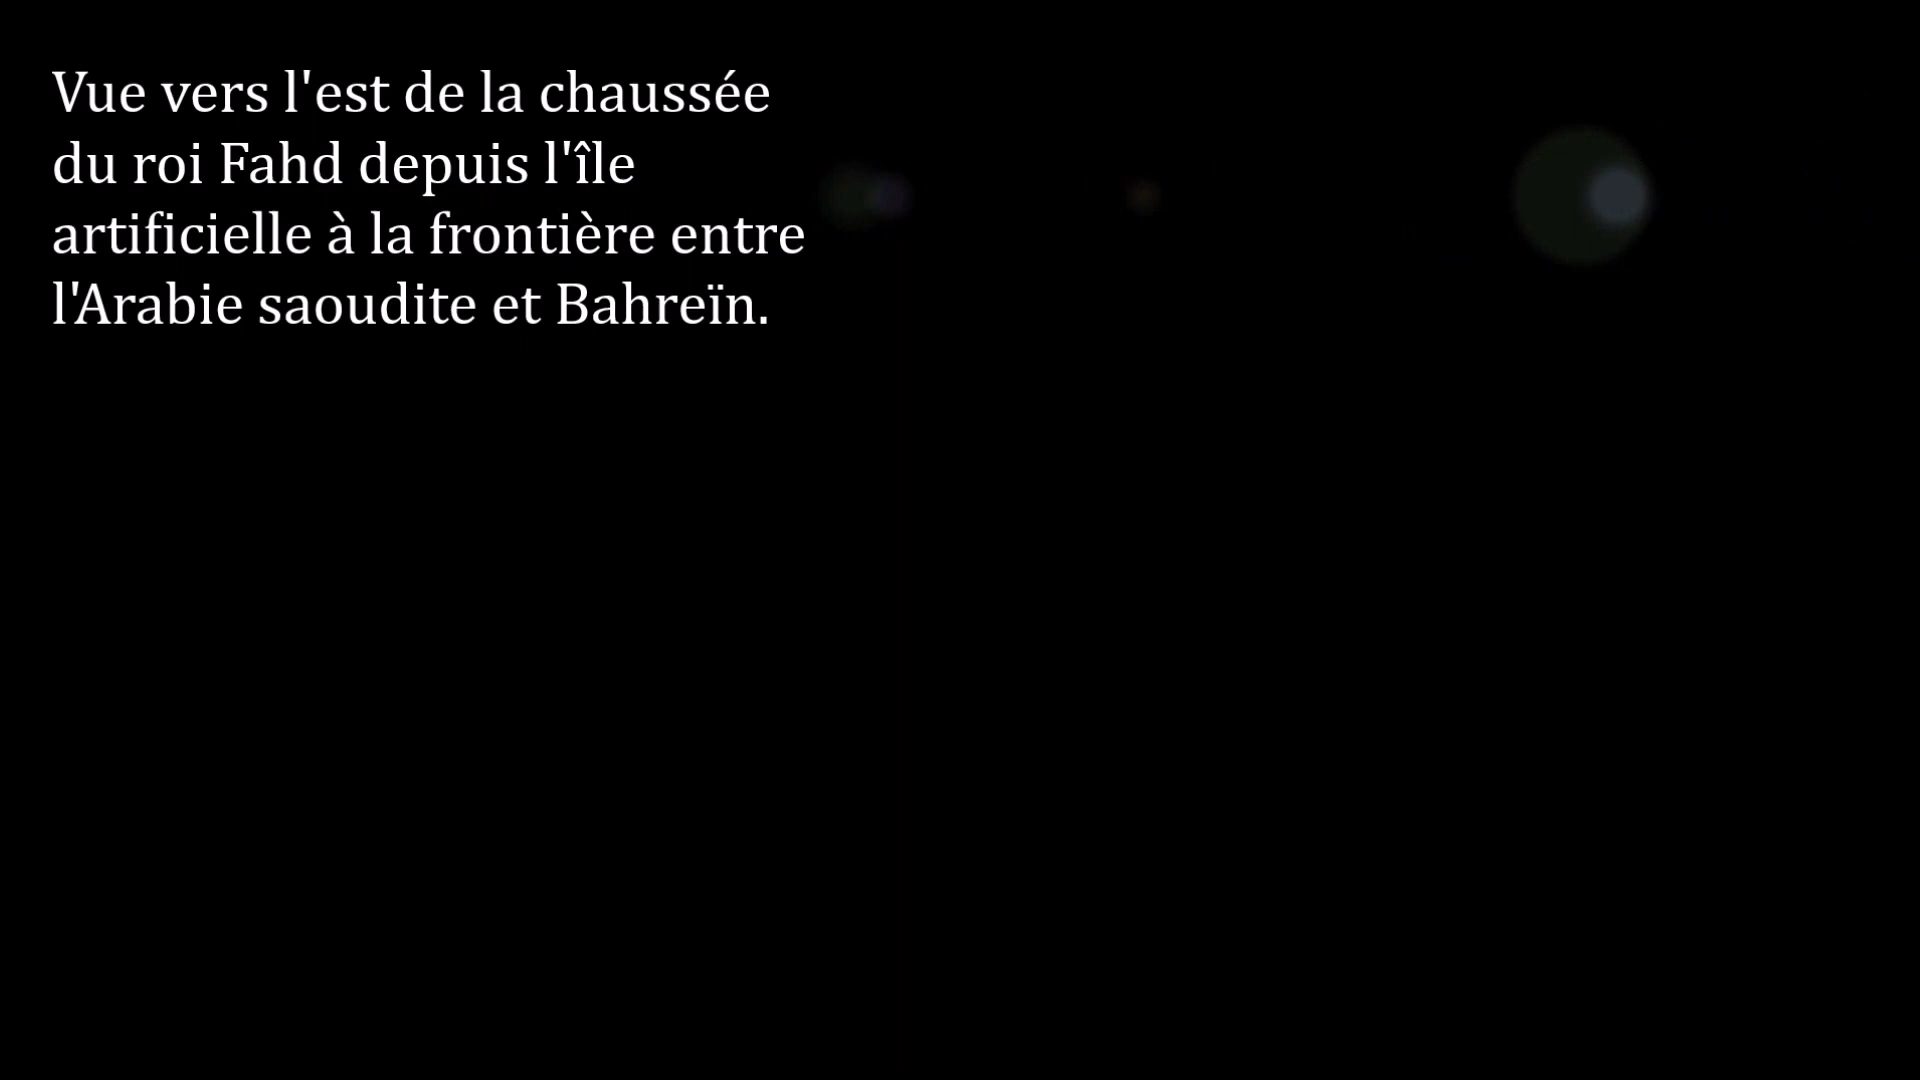 Vue vers l'est de la chaussée
du roi Fahd depuis l'île
artificielle à la frontière entre
l'Arabie saoudite et Bahreïn.